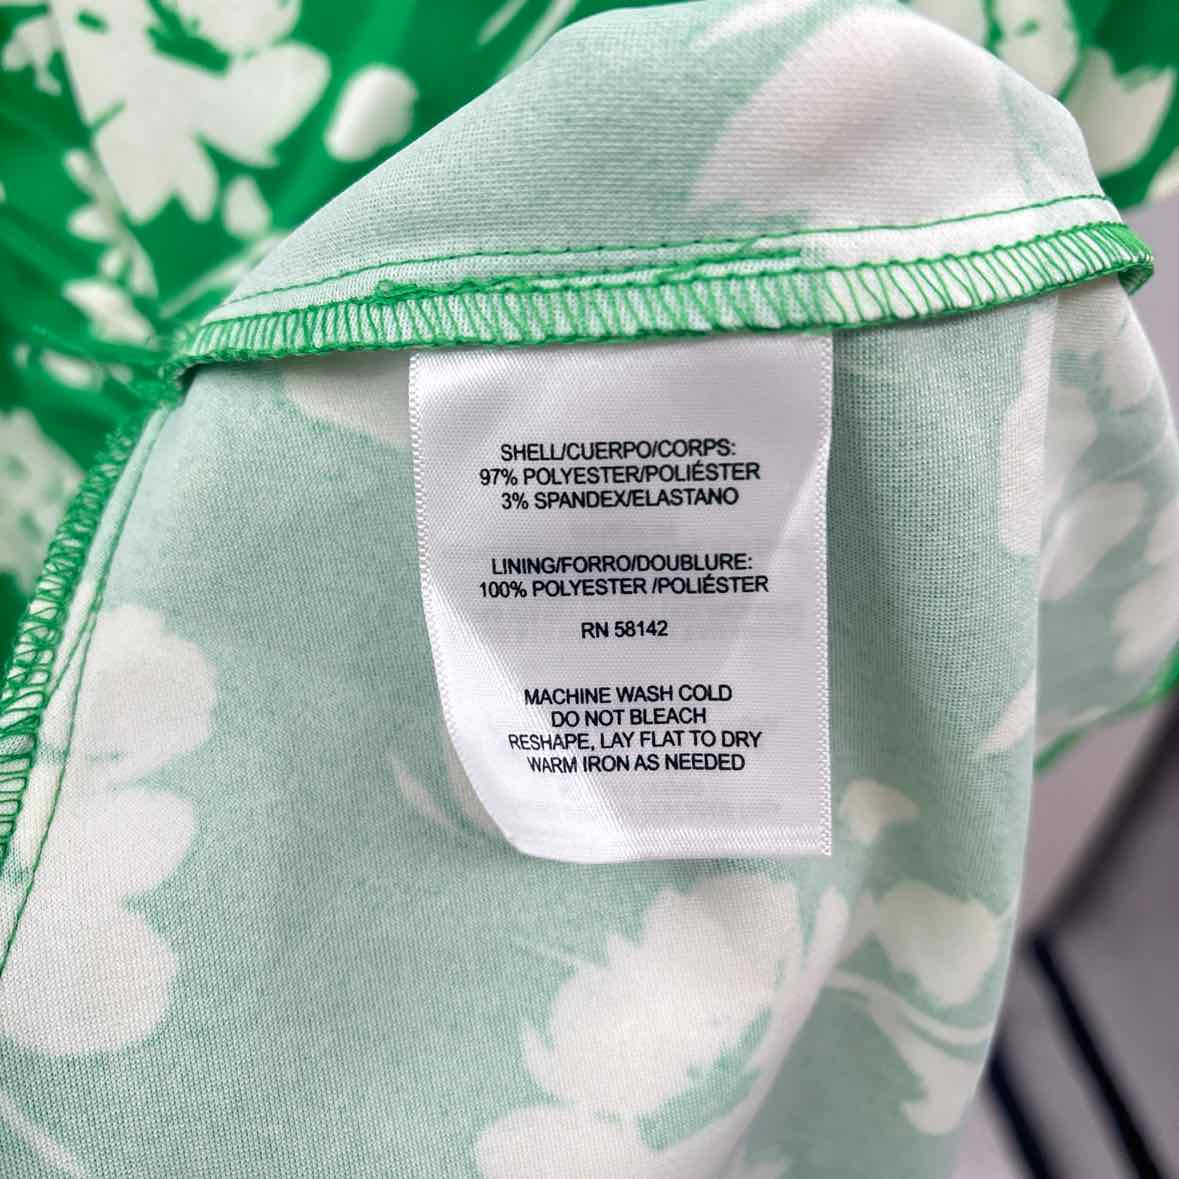 SHELL/CUERPO/CORPS:
97% POLYESTER/POLIÉSTER
3% SPANDEX/ELASTANO
LINING/FORRO/DOUBLURE:
100% POLYESTER /POLIÉSTER
RN 58142
MACHINE WASH COLD
DO NOT BLEACH
RESHAPE, LAY FLAT TO DRY
WARM IRON AS NEEDED